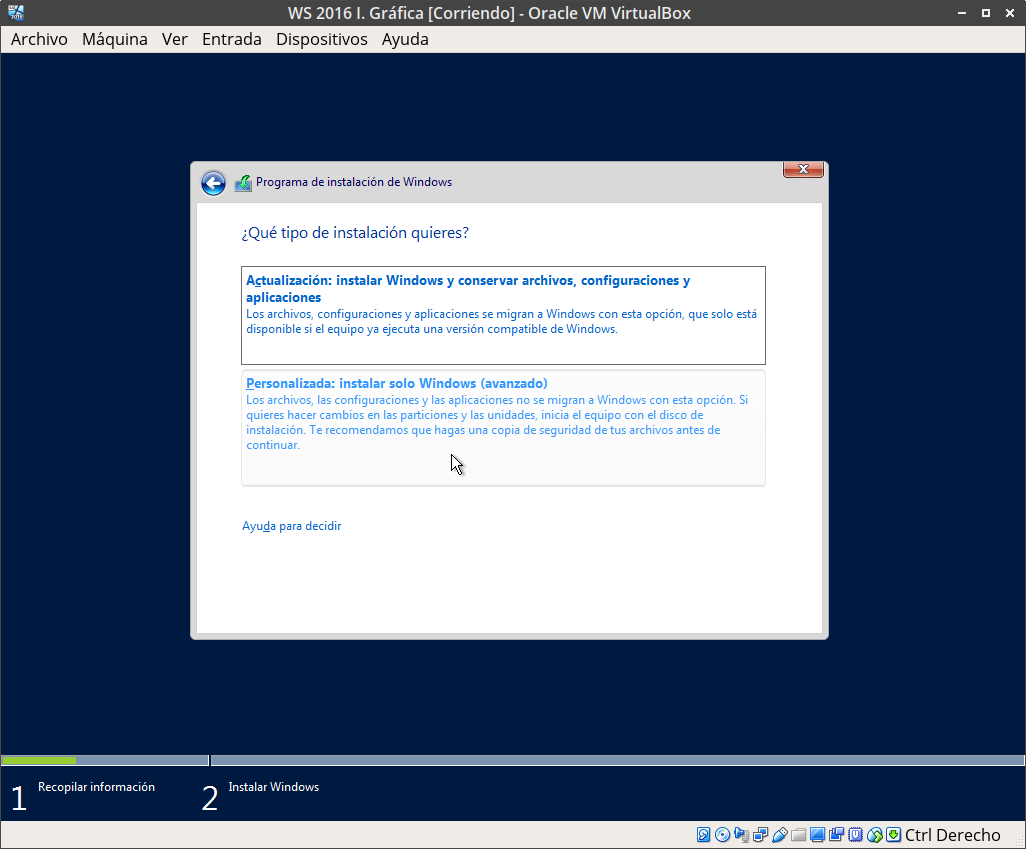 WS 2016 I. Gráfica [Corriendo] - Oracle VM VirtualBox
Archivo Máquina Ver Entrada Dispositivos Ayuda
Programa de instalación de Windows
¿Qué tipo de instalación quieres?
Actualización: instalar Windows y conservar archivos, configuraciones y
aplicaciones
Los archivos, configuraciones y aplicaciones se migran a Windows con esta opción, que solo está
disponible si el equipo ya ejecuta una versión compatible de Windows.
Personalizada: instalar solo Windows (avanzado)
Los archivos, las configuraciones y las aplicaciones no se migran a Windows con esta opción. Si
quieres hacer cambios en las particiones y las unidades, inicia el equipo con el disco de
instalación. Te recomendamos que hagas una copia de seguridad de tus archivos antes de
continuar.
Ayuda para decidir
1 Recopilar información 2 Instalar Windows
Ctrl Derecho